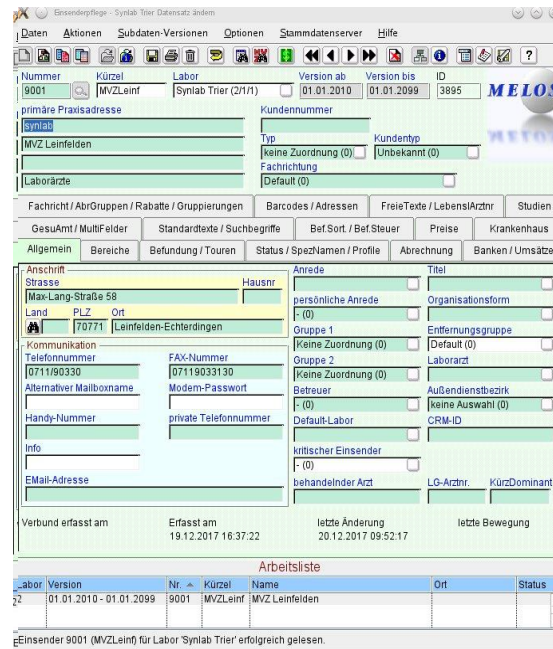 Einsenderpflege - Synlab Trier Datensatz ändern
Daten Aktionen Subdaten-Versionen Optionen Stammdatenserver Hilfe
Nummer Kürzel Labor Version ab Version bis ID
9001 MVZLeinf Synlab Trier (2/1/1) 01.01.2010 01.01.2099 3895 MELOS
primäre Praxisadresse Kundennummer
synlab
MVZ Leinfelden Typ Kundentyp
keine Zuordnung (0) Unbekannt (0)
Fachrichtung
Laborärzte Default (0)
Fachricht / AbrGruppen / Rabatte / Gruppierungen Barcodes / Adressen FreieTexte / LebenslArztnr Studien
GesuAmt / MultiFelder Standardtexte / Suchbegriffe Bef.Sort. / Bef.Steuer Preise Krankenhaus
Allgemein Bereiche Befundung / Touren Status / SpezNamen / Profile Abrechnung Banken / Umsätze
Anschrift Anrede Titel
Strasse Hausnr
Max-Lang-Straße 58 persönliche Anrede Organisationsform
Land PLZ Ort - (0)
70771 Leinfelden-Echterdingen Gruppe 1 Entfernungsgruppe
Keine Zuordnung (0) Default (0)
Kommunikation
Telefonnummer FAX-Nummer Gruppe 2 Laborarzt
0711/90330 07119033130 Keine Zuordnung (0)
Alternativer Mailboxname Modem-Passwort Betreuer Außendienstbezirk
- (0) keine Auswahl (0)
Handy-Nummer private Telefonnummer Default-Labor CRM-ID
Info kritischer Einsender
- (0)
EMail-Adresse behandelnder Arzt LG-Arztnr. KürzDominant
Verbund erfasst am Erfasst am letzte Änderung letzte Bewegung
19.12.2017 16:37:22 20.12.2017 09:52:17
Arbeitsliste
Labor Version Nr. Kürzel Name Ort Status
2 01.01.2010 - 01.01.2099 9001 MVZLeinf MVZ Leinfelden
Einsender 9001 (MVZLeinf) für Labor 'Synlab Trier' erfolgreich gelesen.